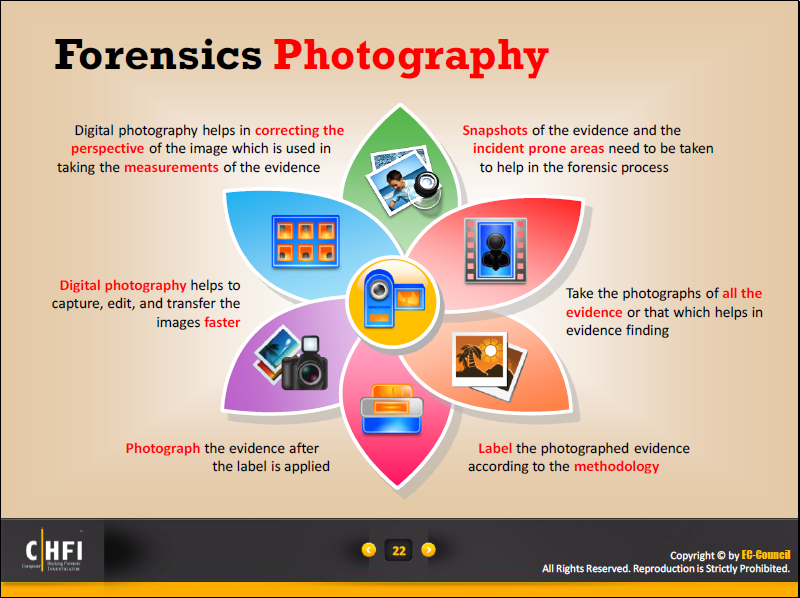 Forensics Photography
Digital photography helps in correcting the
perspective of the image which is used in
taking the measurements of the evidence
Snapshots of the evidence and the
incident prone areas need to be taken
to help in the forensic process
Digital photography helps to
capture, edit, and transfer the
images faster
Take the photographs of all the
evidence or that which helps in
evidence finding
Photograph the evidence after
the label is applied
Label the photographed evidence
according to the methodology
CHFI
Computer Hacking Forensic
INVESTIGATOR
22
Copyright © by EC-Council
All Rights Reserved. Reproduction is Strictly Prohibited.